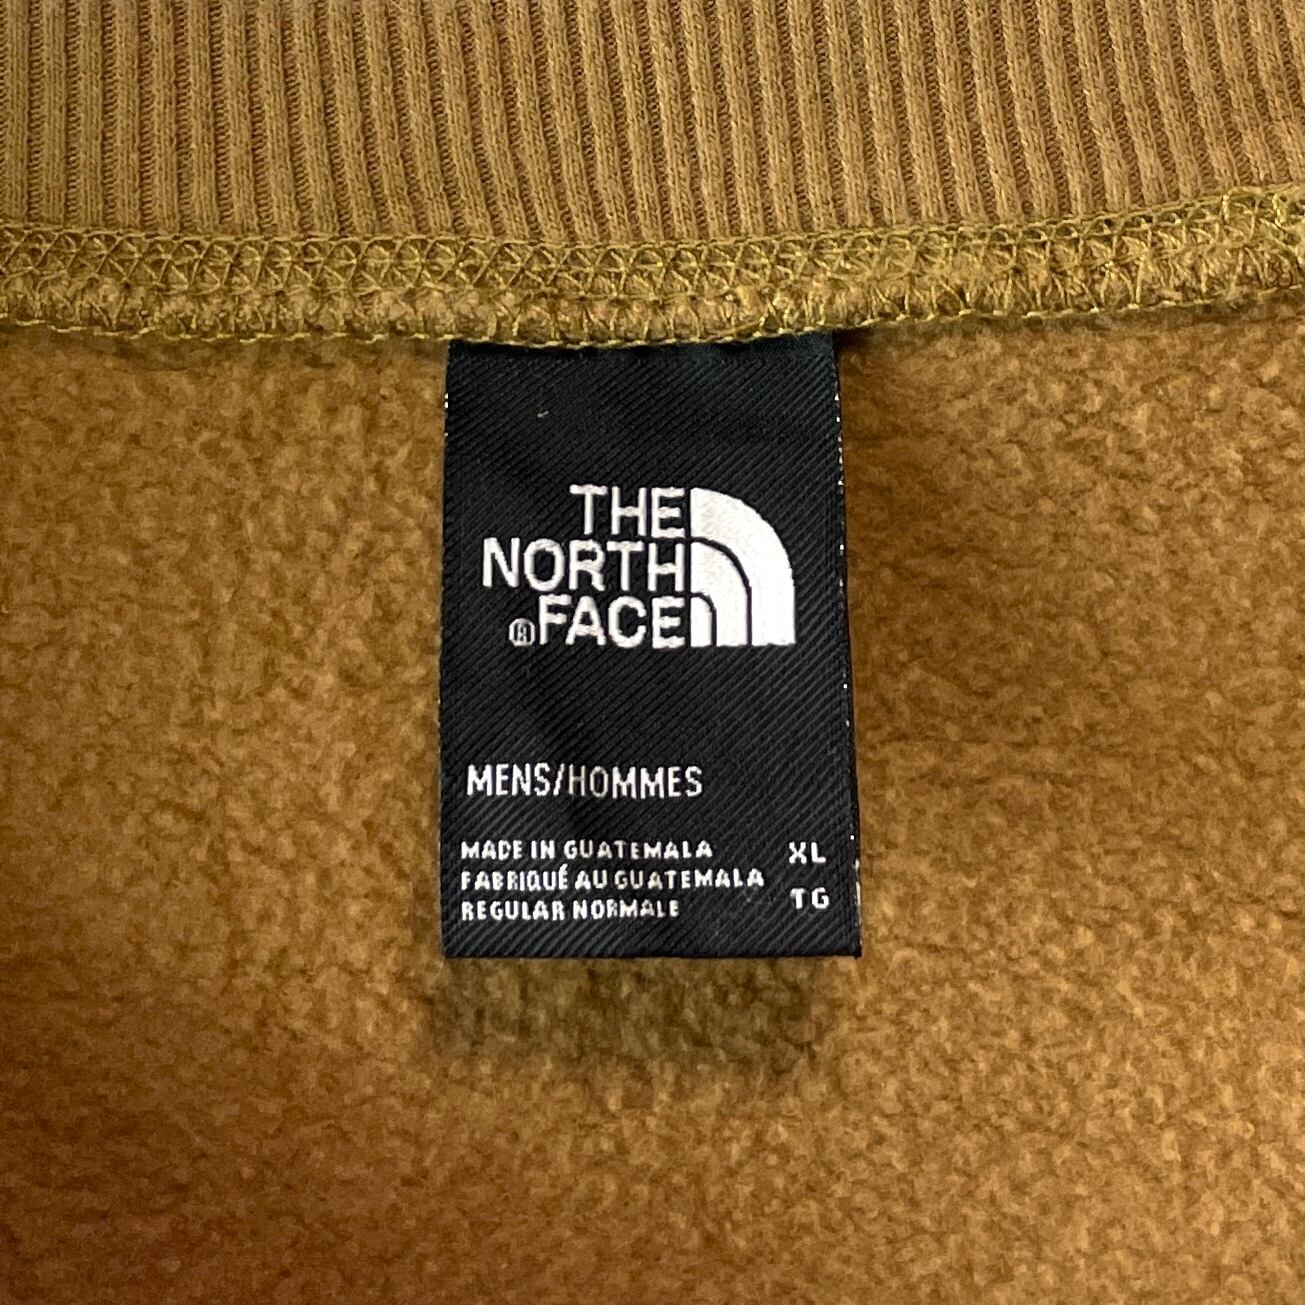 THE
NORTH
®FACE
MENS/HOMMES
MADE IN GUATEMALA XL
FABRIQUÉ AU GUATEMALA
REGULAR NORMALE TG